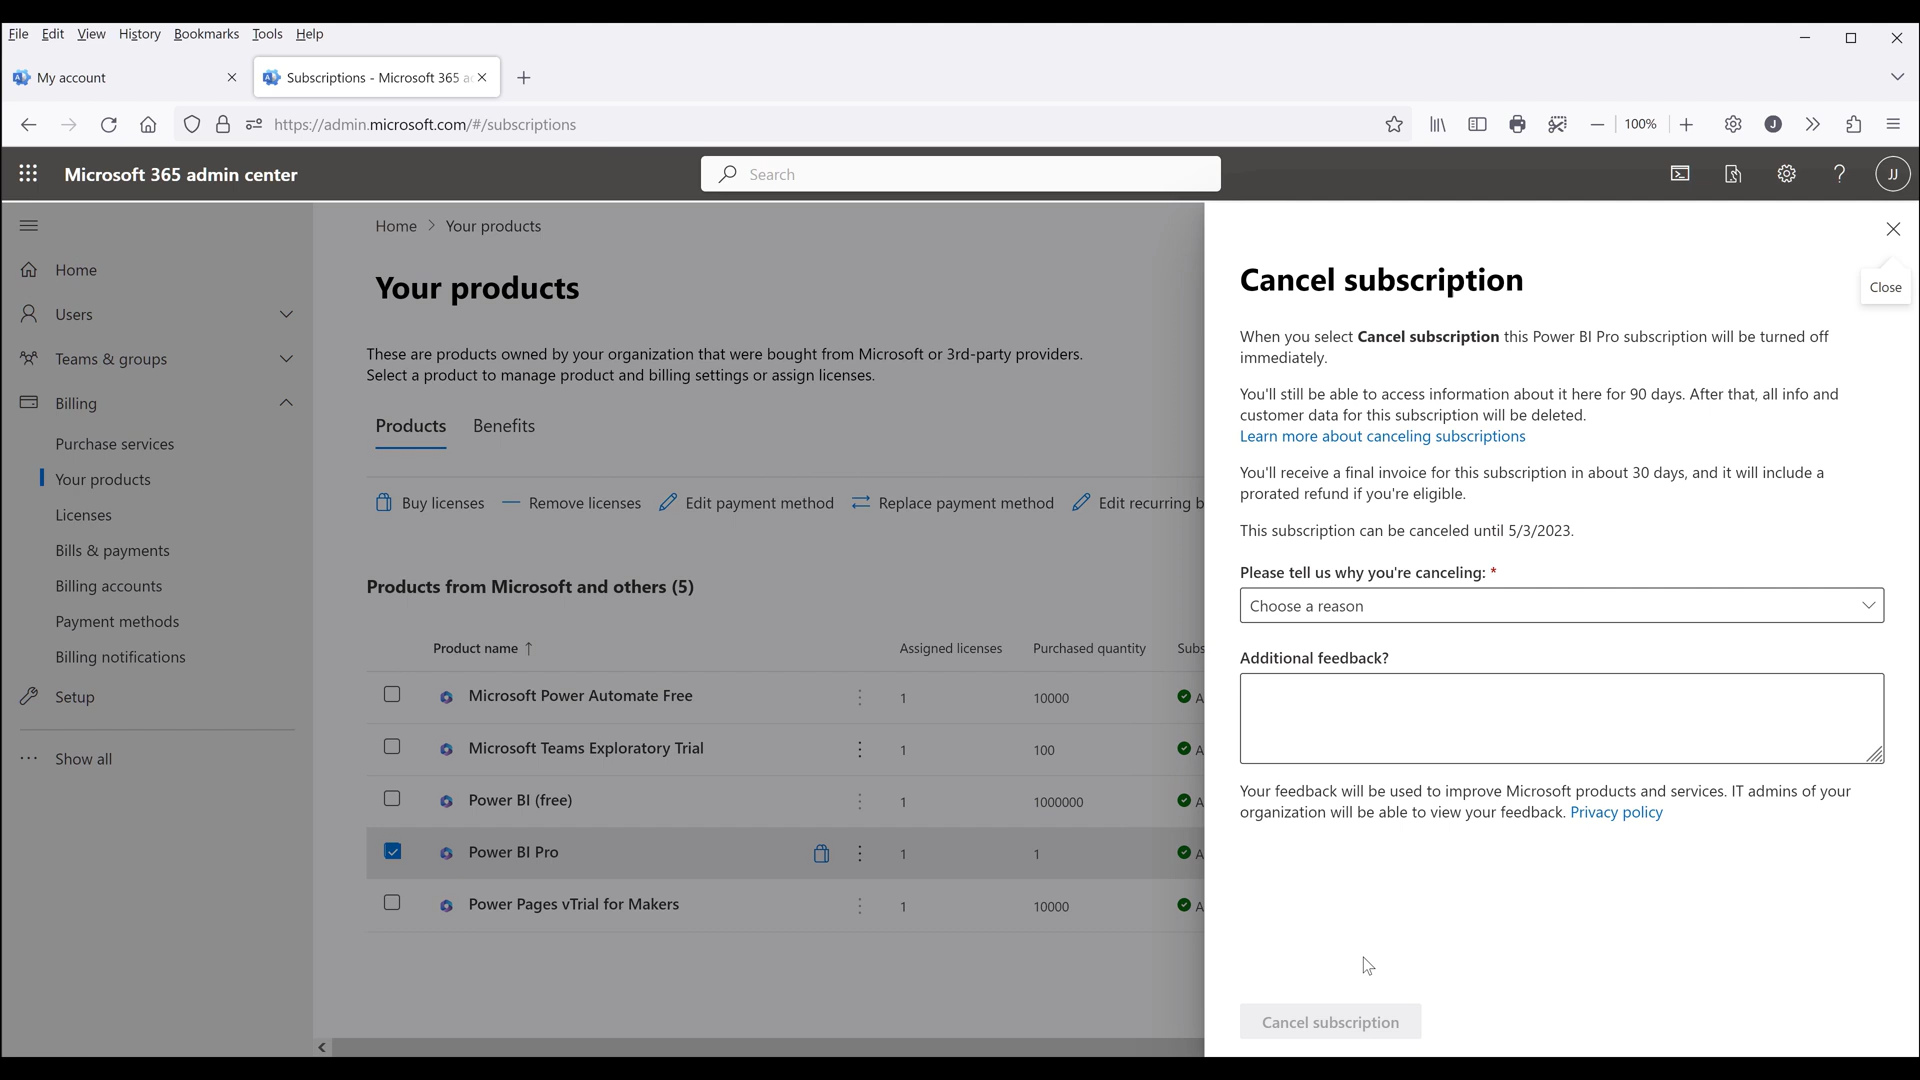 File Edit View History Bookmarks Tools Help
My account
Subscriptions - Microsoft 365 a
https://admin.microsoft.com/#/subscriptions
100%
J
Microsoft 365 admin center
Search
JJ
Home
Users
Teams & groups
Billing
Purchase services
Your products
Licenses
Bills & payments
Billing accounts
Payment methods
Billing notifications
Setup
Show all
Home > Your products
Your products
These are products owned by your organization that were bought from Microsoft or 3rd-party providers.
Select a product to manage product and billing settings or assign licenses.
Products Benefits
Buy licenses Remove licenses Edit payment method Replace payment method Edit recurring b
Products from Microsoft and others (5)
Product name ↑ Assigned licenses Purchased quantity Subs
Microsoft Power Automate Free 1 10000 A
Microsoft Teams Exploratory Trial 1 100 A
Power BI (free) 1 1000000 A
Power BI Pro 1 1 A
Power Pages vTrial for Makers 1 10000 A
Close
Cancel subscription
When you select Cancel subscription this Power BI Pro subscription will be turned off
immediately.
You'll still be able to access information about it here for 90 days. After that, all info and
customer data for this subscription will be deleted.
Learn more about canceling subscriptions
You'll receive a final invoice for this subscription in about 30 days, and it will include a
prorated refund if you're eligible.
This subscription can be canceled until 5/3/2023.
Please tell us why you're canceling: *
Choose a reason
Additional feedback?
Your feedback will be used to improve Microsoft products and services. IT admins of your
organization will be able to view your feedback. Privacy policy
Cancel subscription